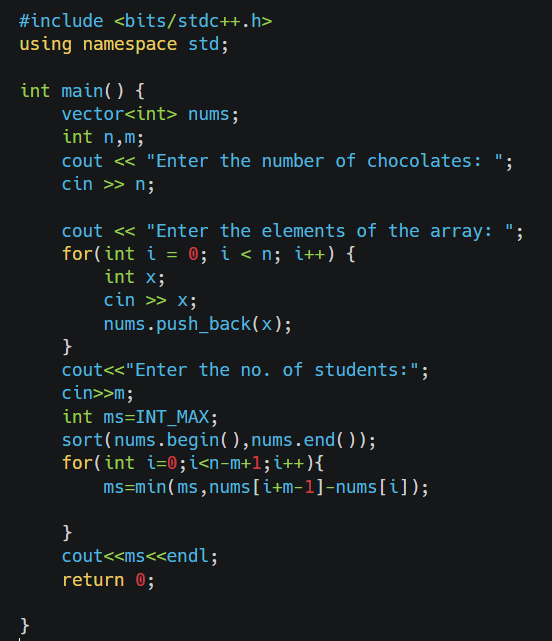 #include <bits/stdc++.h>
using namespace std;

int main() {
    vector<int> nums;
    int n,m;
    cout << "Enter the number of chocolates: ";
    cin >> n;

    cout << "Enter the elements of the array: ";
    for(int i = 0; i < n; i++) {
        int x;
        cin >> x;
        nums.push_back(x);
    }
    cout<<"Enter the no. of students:";
    cin>>m;
    int ms=INT_MAX;
    sort(nums.begin(),nums.end());
    for(int i=0;i<n-m+1;i++){
        ms=min(ms,nums[i+m-1]-nums[i]);

    }
    cout<<ms<<endl;
    return 0;

}